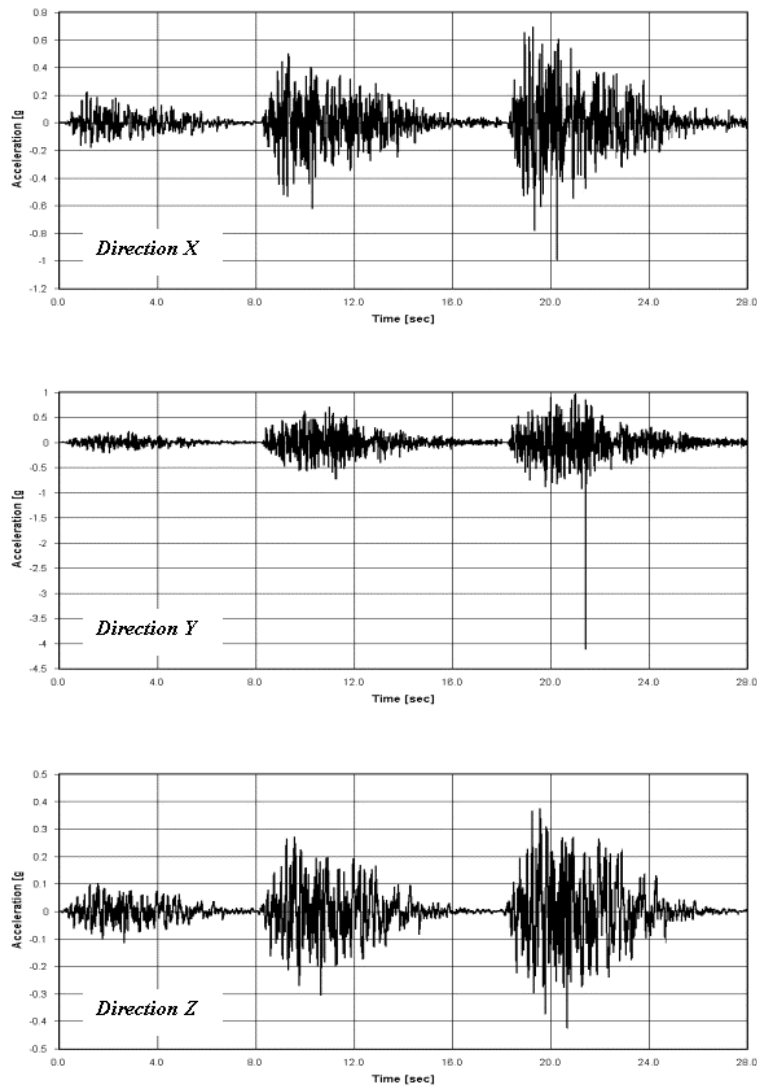 0.8
0.6
0.4
0.2
0
-0.2
-0.4
-0.6
-0.8
-1
-1.2
Acceleration [g
Direction X
0.0 4.0 8.0 12.0 16.0 20.0 24.0 28.0
Time [sec]
1
0.5
0
-0.5
-1
-1.5
-2
-2.5
-3
-3.5
-4
-4.5
Acceleration [g
Direction Y
0.0 4.0 8.0 12.0 16.0 20.0 24.0 28.0
Time [sec]
0.5
0.4
0.3
0.2
0.1
0
-0.1
-0.2
-0.3
-0.4
-0.5
Acceleration [g
Direction Z
0.0 4.0 8.0 12.0 16.0 20.0 24.0 28.0
Time [sec]